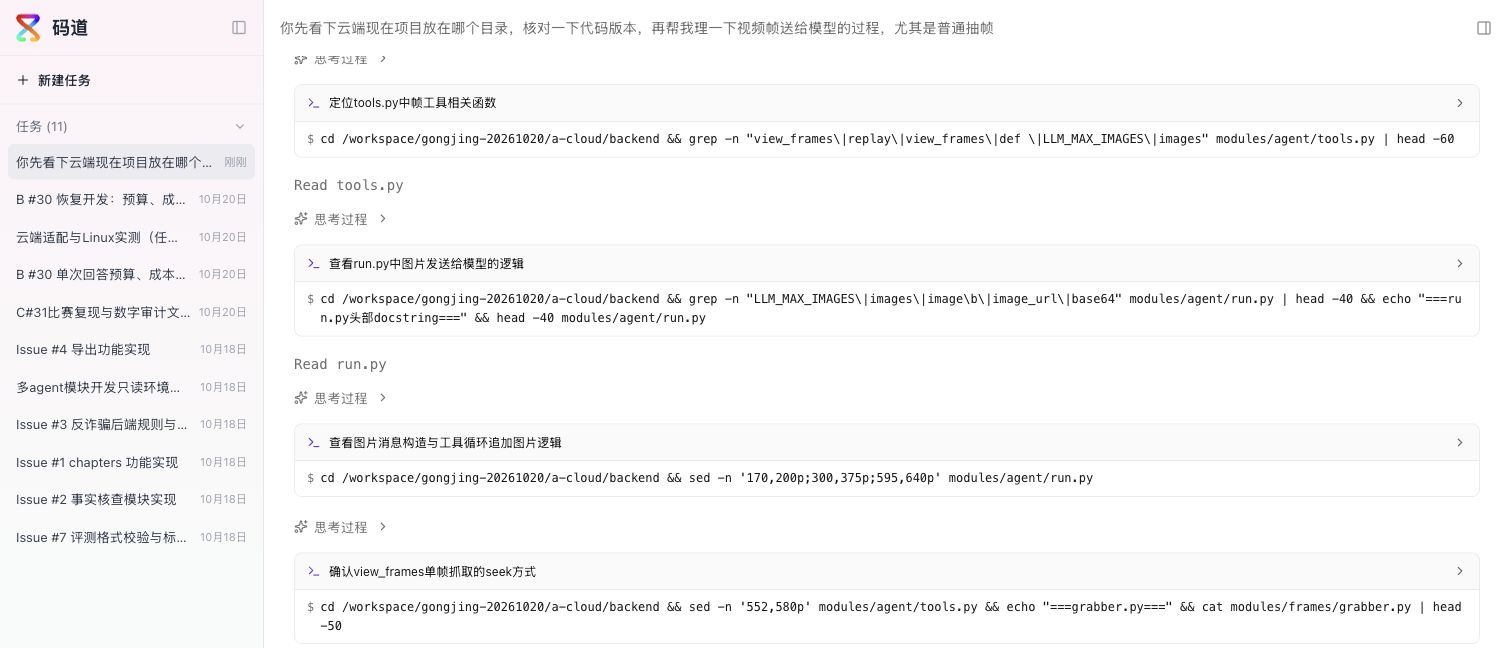 码道
新建任务
任务 (11)
你先看下云端现在项目放在哪个... 刚刚
B #30 恢复开发：预算、成... 10月20日
云端适配与Linux实测（任... 10月20日
B #30 单次回答预算、成本... 10月20日
C#31比赛复现与数字审计文... 10月20日
Issue #4 导出功能实现 10月18日
多agent模块开发只读环境... 10月18日
Issue #3 反诈骗后端规则与... 10月18日
Issue #1 chapters 功能实现 10月18日
Issue #2 事实核查模块实现 10月18日
Issue #7 评测格式校验与标... 10月18日
你先看下云端现在项目放在哪个目录，核对一下代码版本，再帮我理一下视频帧送给模型的过程，尤其是普通抽帧
思考过程
定位tools.py中帧工具相关函数
$ cd /workspace/gongjing-20261020/a-cloud/backend && grep -n "view_frames\|replay\|view_frames\|def \|LLM_MAX_IMAGES\|images" modules/agent/tools.py | head -60
Read tools.py
思考过程
查看run.py中图片发送给模型的逻辑
$ cd /workspace/gongjing-20261020/a-cloud/backend && grep -n "LLM_MAX_IMAGES\|images\|image\b\|image_url\|base64" modules/agent/run.py | head -40 && echo "===ru
n.py头部docstring===" && head -40 modules/agent/run.py
Read run.py
思考过程
查看图片消息构造与工具循环追加图片逻辑
$ cd /workspace/gongjing-20261020/a-cloud/backend && sed -n '170,200p;300,375p;595,640p' modules/agent/run.py
思考过程
确认view_frames单帧抓取的seek方式
$ cd /workspace/gongjing-20261020/a-cloud/backend && sed -n '552,580p' modules/agent/tools.py && echo "===grabber.py===" && cat modules/frames/grabber.py | head
-50